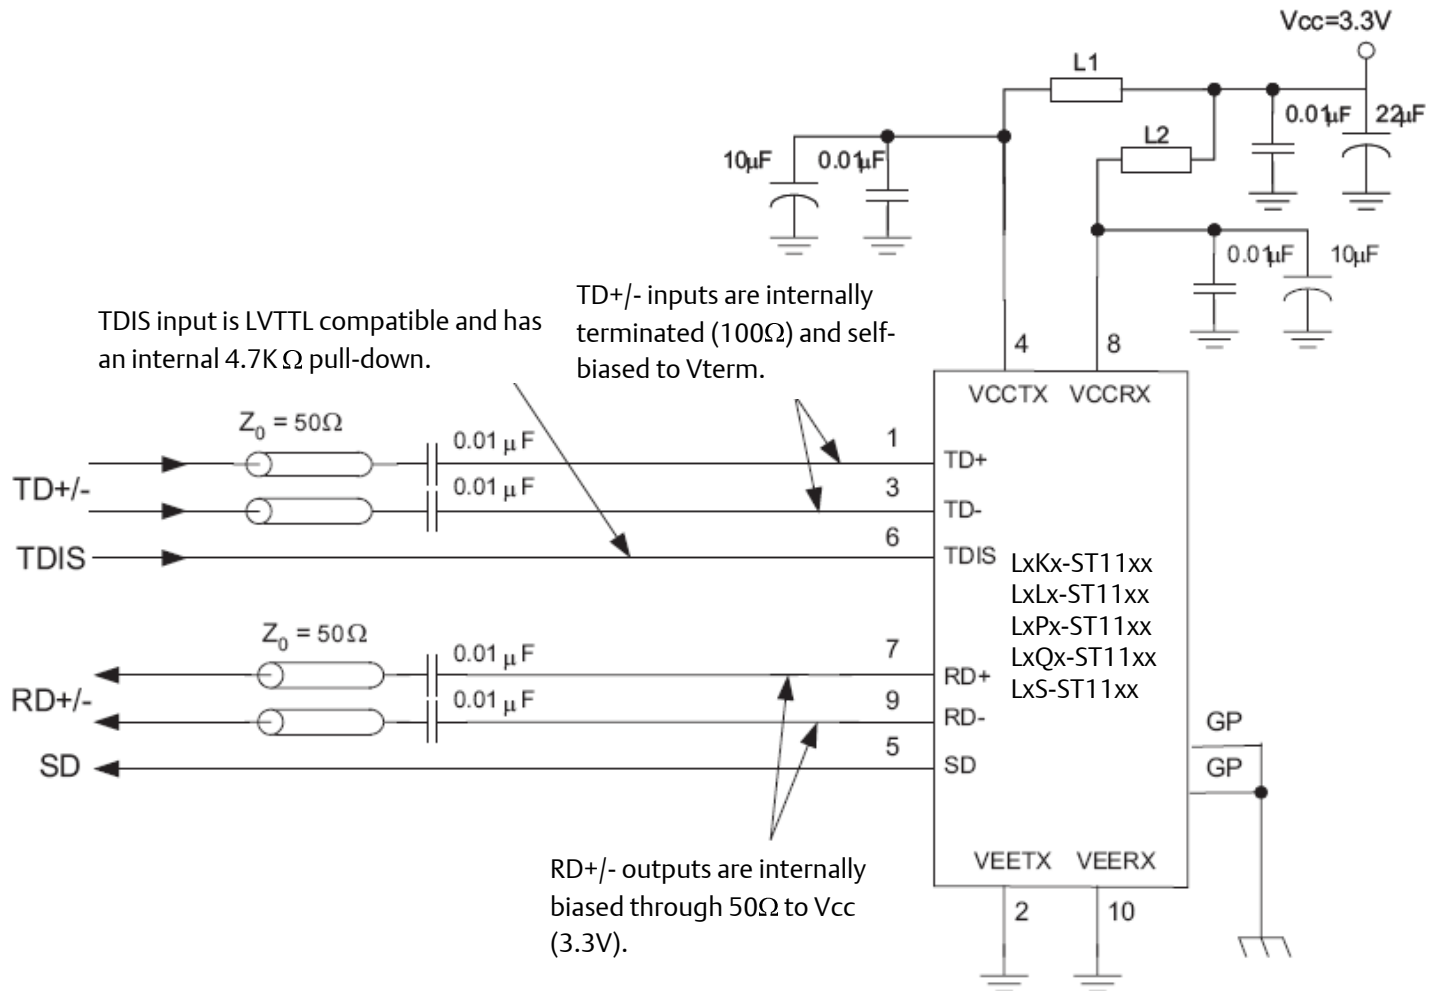 Vcc=3.3V
L1
0.01µF 22µF
L2
10µF 0.01µF
0.01µF 10µF
TD+/- inputs are internally
terminated (100Ω) and self-
biased to Vterm.
TDIS input is LVTTL compatible and has
an internal 4.7K Ω pull-down.
4 8
VCCTX VCCRX
Z0 = 50Ω
0.01 µF
1
TD+
TD+/-
0.01 µF
3
TD-
6
TDIS
TDIS
LxKx-ST11xx
LxLx-ST11xx
LxPx-ST11xx
LxQx-ST11xx
LxS-ST11xx
Z0 = 50Ω
0.01 µF
7
RD+
RD+/-
0.01 µF
9
RD-
5
SD
SD
GP
GP
RD+/- outputs are internally
biased through 50Ω to Vcc
(3.3V).
VEETX VEERX
2 10